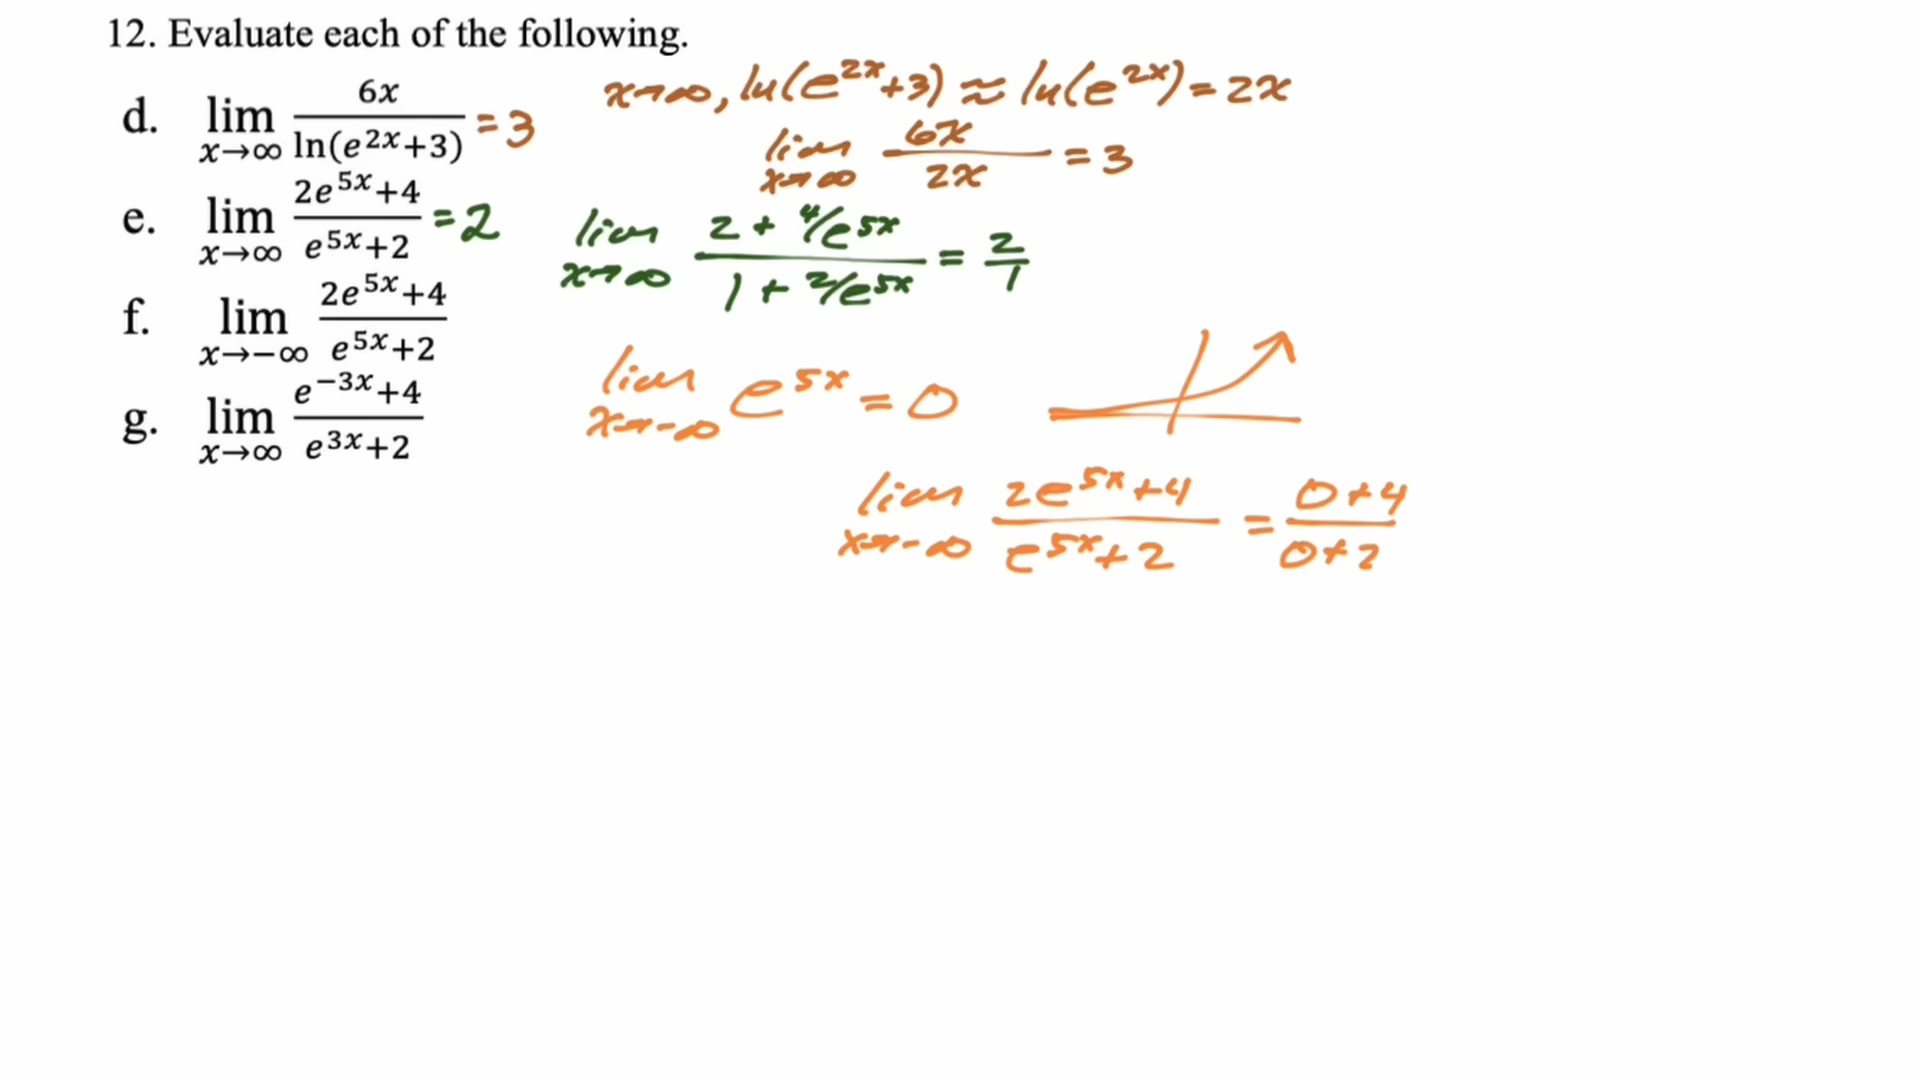 12. Evaluate each of the following.
d. lim x→∞ 6x / ln(e^{2x}+3) = 3
x→∞, ln(e^{2x}+3) ≈ ln(e^{2x}) = 2x
lim x→∞ 6x / 2x = 3
e. lim x→∞ (2e^{5x}+4) / (e^{5x}+2) = 2
lim x→∞ (2 + 4/e^{5x}) / (1 + 2/e^{5x}) = 2/1
f. lim x→−∞ (2e^{5x}+4) / (e^{5x}+2)
lim x→−∞ e^{5x} = 0
g. lim x→∞ (e^{−3x}+4) / (e^{3x}+2)
lim x→−∞ (2e^{5x}+4) / (e^{5x}+2) = (0+4) / (0+2)